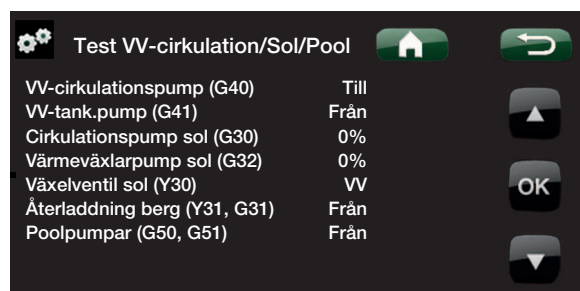 Test VV-cirkulation/Sol/Pool
VV-cirkulationspump (G40) Till
VV-tank.pump (G41) Från
Cirkulationspump sol (G30) 0%
Värmeväxlarpump sol (G32) 0%
Växelventil sol (Y30) VV
Återladdning berg (Y31, G31) Från
Poolpumpar (G50, G51) Från
OK